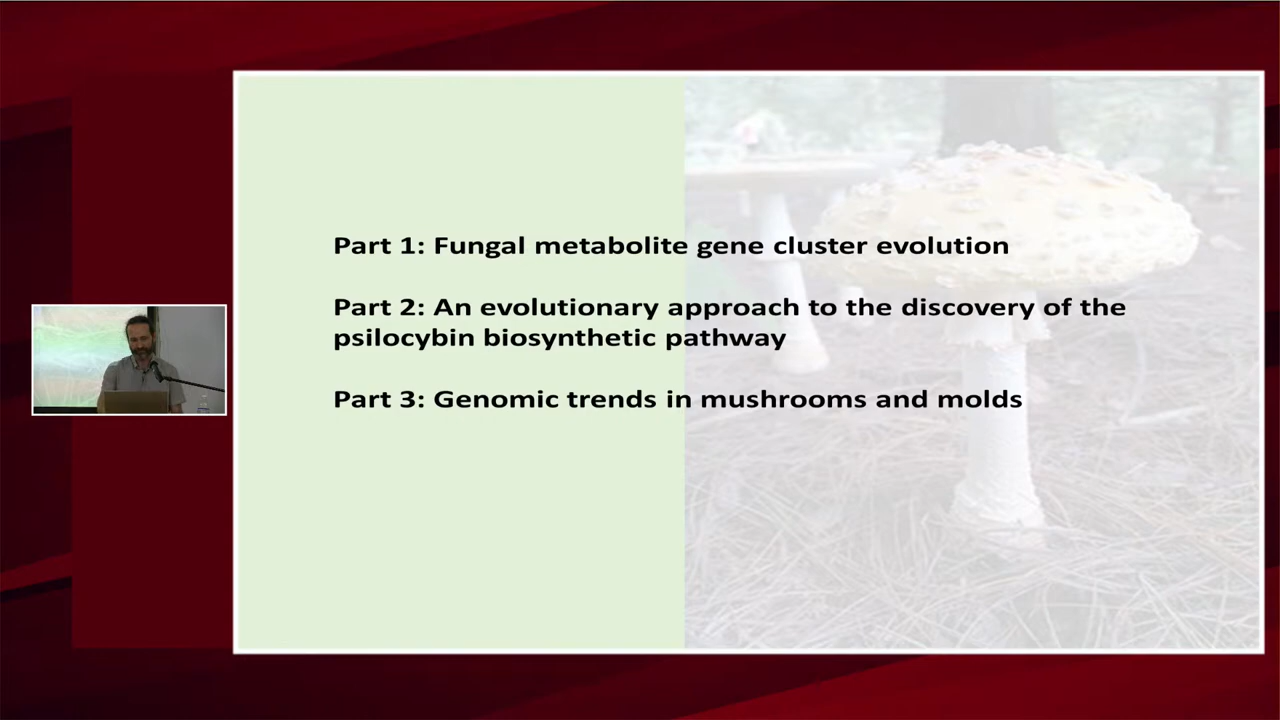 Part 1: Fungal metabolite gene cluster evolution
Part 2: An evolutionary approach to the discovery of the
psilocybin biosynthetic pathway
Part 3: Genomic trends in mushrooms and molds